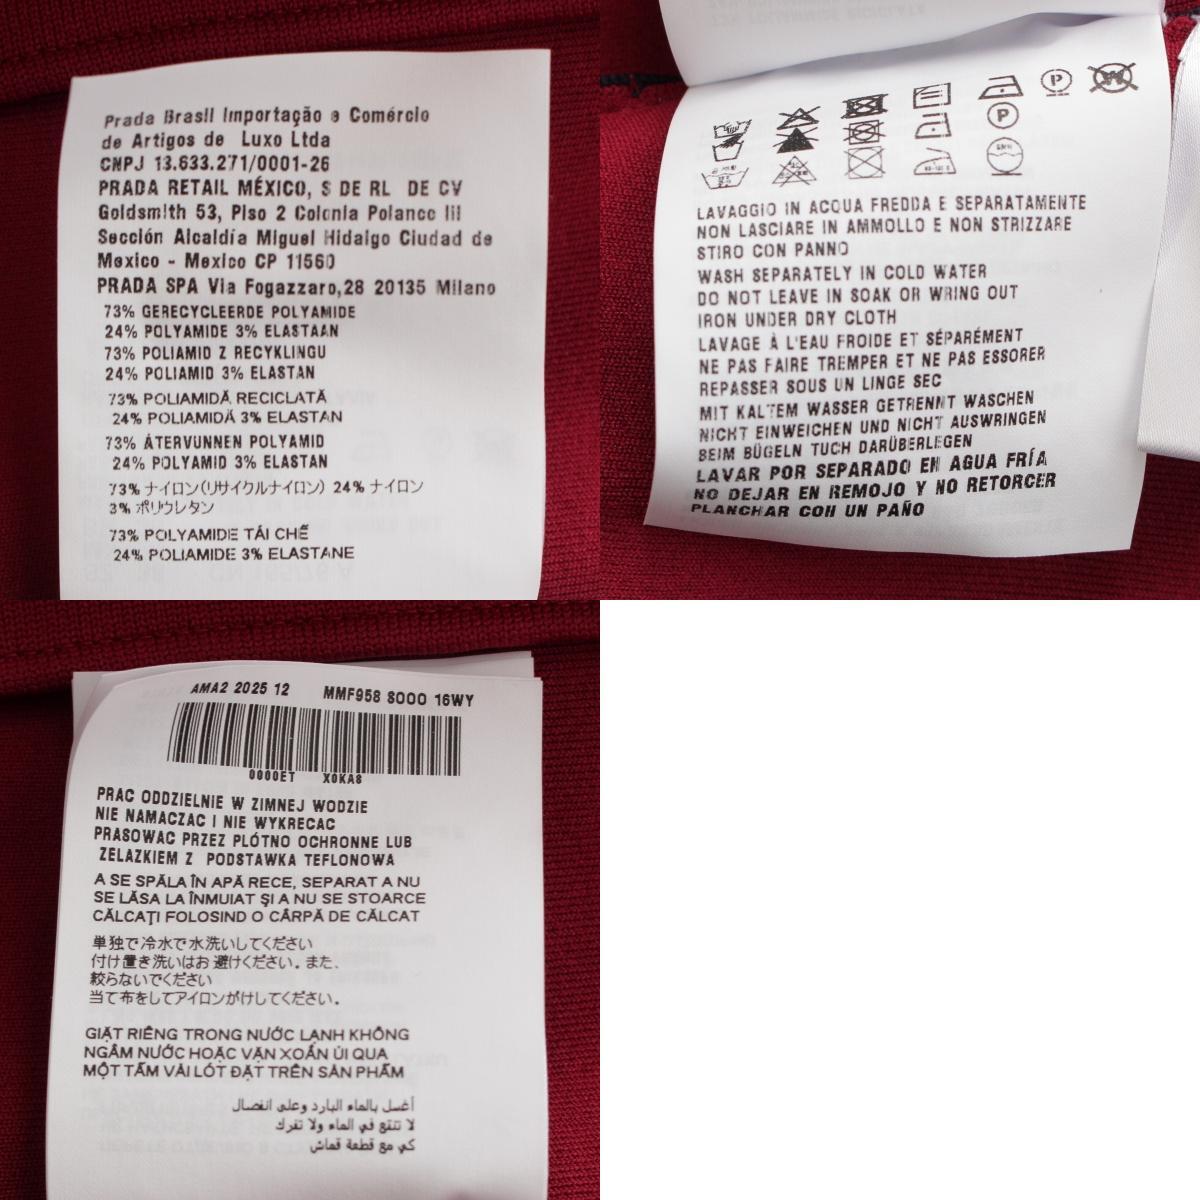 Prada Brasil Importação e Comércio
de Artigos de Luxo Ltda
CNPJ 13.633.271/0001-26
PRADA RETAIL MÉXICO, S DE RL DE CV
Goldsmith 53, Piso 2 Colonia Polanco III
Sección Alcaldía Miguel Hidalgo Ciudad de
Mexico - Mexico CP 11560
PRADA SPA Via Fogazzaro,28 20135 Milano
73% GERECYCLEERDE POLYAMIDE
24% POLYAMIDE 3% ELASTAAN
73% POLIAMID Z RECYKLINGU
24% POLIAMID 3% ELASTAN
73% POLIAMIDĂ RECICLATĂ
24% POLIAMIDĂ 3% ELASTAN
73% ÅTERVUNNEN POLYAMID
24% POLYAMID 3% ELASTAN
73% ナイロン(リサイクルナイロン) 24% ナイロン
3% ポリウレタン
73% POLYAMIDE TÁI CHẾ
24% POLIAMIDE 3% ELASTANE
LAVAGGIO IN ACQUA FREDDA E SEPARATAMENTE
NON LASCIARE IN AMMOLLO E NON STRIZZARE
STIRO CON PANNO
WASH SEPARATELY IN COLD WATER
DO NOT LEAVE IN SOAK OR WRING OUT
IRON UNDER DRY CLOTH
LAVAGE À L'EAU FROIDE ET SÉPARÉMENT
NE PAS FAIRE TREMPER ET NE PAS ESSORER
REPASSER SOUS UN LINGE SEC
MIT KALTEM WASSER GETRENNT WASCHEN
NICHT EINWEICHEN UND NICHT AUSWRINGEN
BEIM BÜGELN TUCH DARÜBERLEGEN
LAVAR POR SEPARADO EN AGUA FRÍA
NO DEJAR EN REMOJO Y NO RETORCER
PLANCHAR CON UN PAÑO
AMA2 2025 12 MMF958 SOOO 16WY
0000ET X0KA8
PRAC ODDZIELNIE W ZIMNEJ WODZIE
NIE NAMACZAC I NIE WYKRECAC
PRASOWAC PRZEZ PLÓTNO OCHRONNE LUB
ZELAZKIEM Z PODSTAWKA TEFLONOWA
A SE SPĂLA ÎN APĂ RECE, SEPARAT A NU
SE LĂSA LA ÎNMUIAT ŞI A NU SE STOARCE
CĂLCAŢI FOLOSIND O CÂRPĂ DE CĂLCAT
単独で冷水で水洗いしてください
付け置き洗いはお避けください。また、
絞らないでください
当て布をしてアイロンがけしてください。
GIẶT RIÊNG TRONG NƯỚC LẠNH KHÔNG
NGÂM NƯỚC HOẶC VẶN XOẮN ỦI QUA
MỘT TẤM VẢI LÓT ĐẶT TRÊN SẢN PHẨM
أغسل بالماء البارد وعلى انفصال
لا تنتقع في الماء ولا تفرك
كي مع قطعة قماش